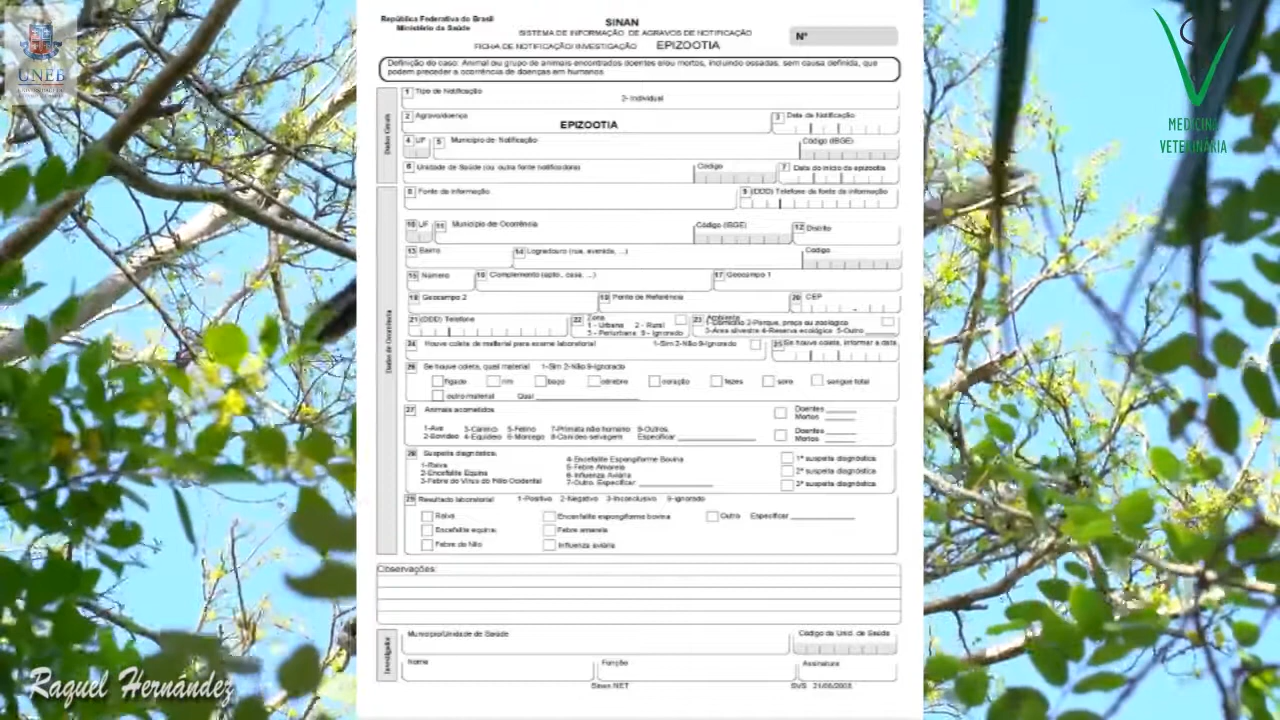 República Federativa do Brasil
Ministério da Saúde
SINAN
SISTEMA DE INFORMAÇÃO DE AGRAVOS DE NOTIFICAÇÃO
FICHA DE NOTIFICAÇÃO/ INVESTIGAÇÃO EPIZOOTIA
Nº
Definição de caso: Animal ou grupo de animais encontrados doentes e/ou mortos, incluindo ossadas, sem causa definida, que
podem preceder a ocorrência de doenças em humanos
Dados Gerais
1 Tipo de Notificação
2- Individual
2 Agravo/doença
EPIZOOTIA
3 Data da Notificação
4 UF 5 Município de Notificação Código (IBGE)
6 Unidade de Saúde (ou outra fonte notificadora) Código 7 Data do início da epizootia
Dados de Ocorrência
8 Fonte da informação 9 (DDD) Telefone da fonte da informação
10 UF 11 Município de Ocorrência Código (IBGE) 12 Distrito
13 Bairro 14 Logradouro (rua, avenida, ...) Código
15 Número 16 Complemento (apto., casa, ...) 17 Geocampo 1
18 Geocampo 2 19 Ponto de Referência 20 CEP
21 (DDD) Telefone 22 Zona 23 Ambiente
1 - Urbana 2 - Rural 1-Domicílio 2-Parque, praça ou zoológico
3 - Periurbana 9 - Ignorado 3-Área silvestre 4-Reserva ecológica 5-Outro
24 Houve coleta de material para exame laboratorial 1-Sim 2-Não 9-Ignorado 25 Se houve coleta, informar a data
26 Se houve coleta, qual material 1-Sim 2-Não 9-Ignorado
fígado rim baço cérebro coração fezes soro sangue total
outro material Qual
27 Animais acometidos
1-Ave 3-Canino 5-Felino 7-Primata não humano 9-Outros.
2-Bovídeo 4-Equídeo 6-Morcego 8-Canídeo selvagem Especificar
Doentes
Mortos
Doentes
Mortos
28 Suspeita diagnóstica:
1-Raiva
2-Encefalite Equina
3-Febre do Vírus do Nilo Ocidental
4-Encefalite Espongiforme Bovina
5-Febre Amarela
6-Influenza Aviária
7-Outro. Especificar
1ª suspeita diagnóstica
2ª suspeita diagnóstica
3ª suspeita diagnóstica
29 Resultado laboratorial 1-Positivo 2-Negativo 3-Inconclusivo 9-Ignorado
Raiva Encefalite espongiforme bovina Outro Especificar
Encefalite equina Febre amarela
Febre do Nilo Influenza aviária
Observações:
Investigador
Município/Unidade de Saúde Código da Unid. de Saúde
Nome Função Assinatura
Sinan NET SVS 21/06/2008
UNEB
MEDICINA
VETERINÁRIA
Raquel Hernández